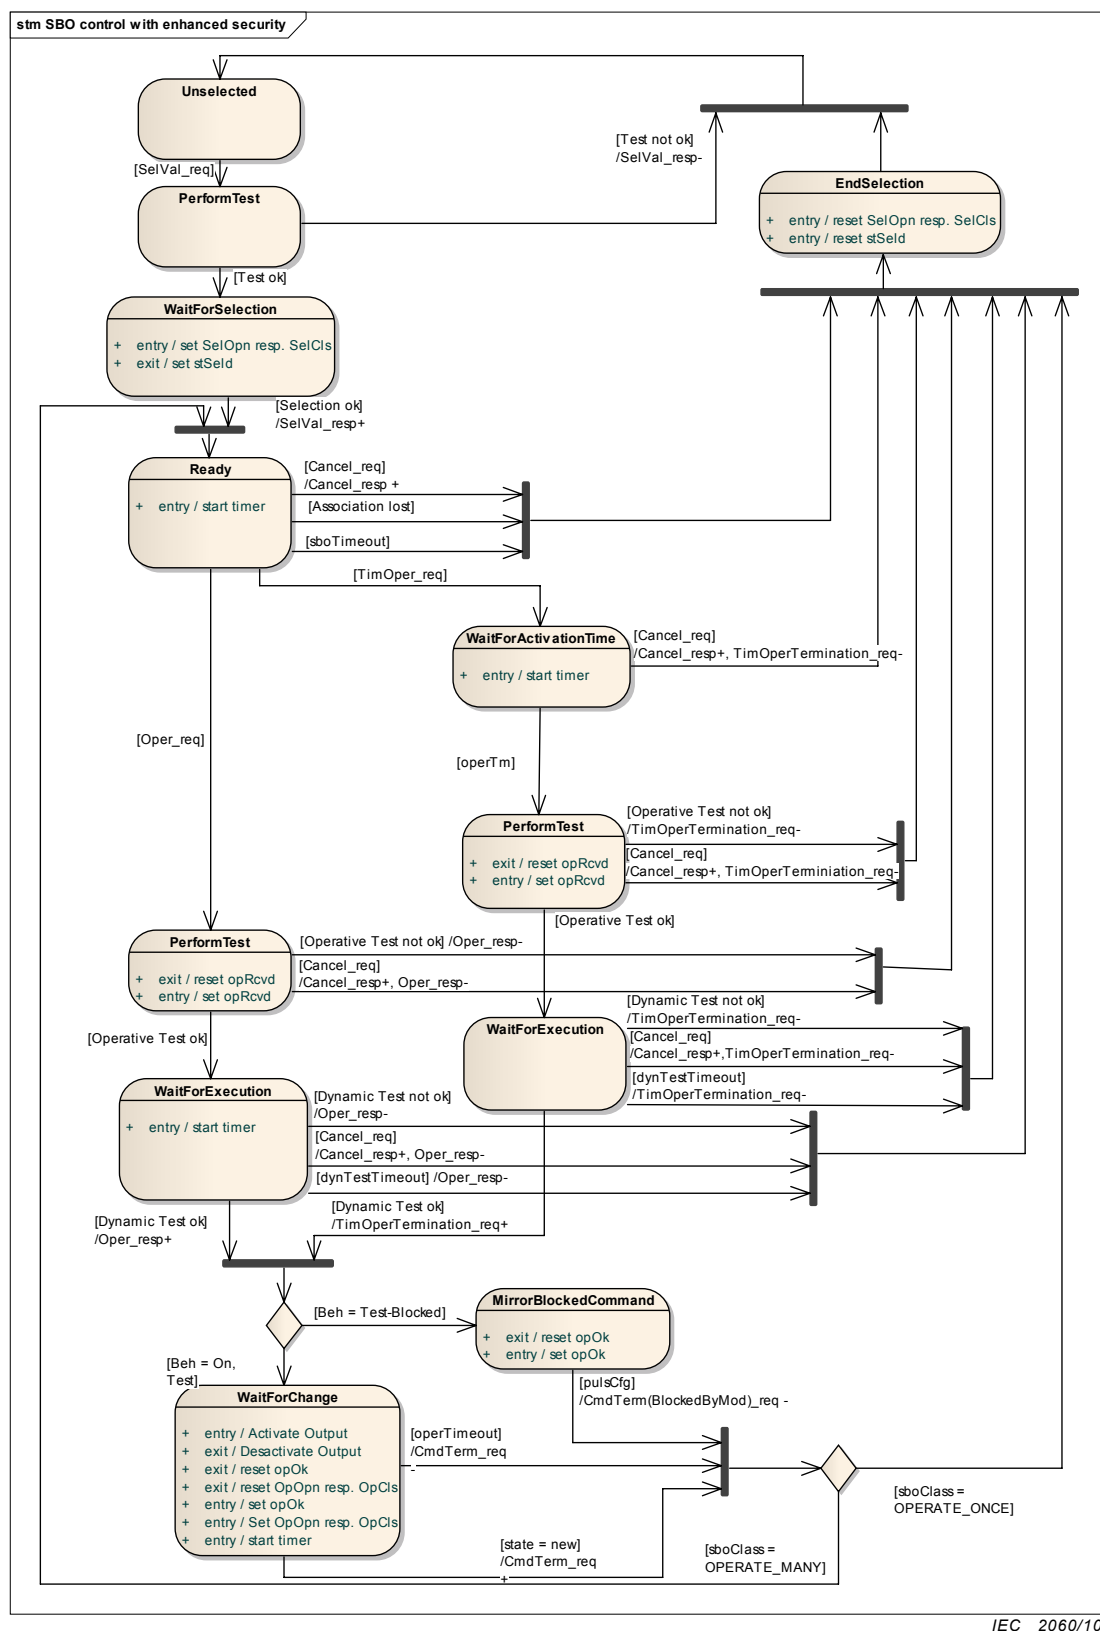 stm SBO control with enhanced security
Unselected
[SelVal_req]
PerformTest
[Test not ok]
/SelVal_resp-
EndSelection
+ entry / reset SelOpn resp. SelCls
+ entry / reset stSeld
[Test ok]
WaitForSelection
+ entry / set SelOpn resp. SelCls
+ exit / set stSeld
[Selection ok]
/SelVal_resp+
Ready
+ entry / start timer
[Cancel_req]
/Cancel_resp +
[Association lost]
[sboTimeout]
[TimOper_req]
WaitForActivationTime
+ entry / start timer
[Cancel_req]
/Cancel_resp+, TimOperTermination_req-
[Oper_req]
[operTm]
PerformTest
+ exit / reset opRcvd
+ entry / set opRcvd
[Operative Test not ok]
/TimOperTermination_req-
[Cancel_req]
/Cancel_resp+, TimOperTerminiation_req-
[Operative Test ok]
PerformTest
+ exit / reset opRcvd
+ entry / set opRcvd
[Operative Test not ok] /Oper_resp-
[Cancel_req]
/Cancel_resp+, Oper_resp-
[Operative Test ok]
WaitForExecution
[Dynamic Test not ok]
/TimOperTermination_req-
[Cancel_req]
/Cancel_resp+,TimOperTermination_req-
[dynTestTimeout]
/TimOperTermination_req-
WaitForExecution
+ entry / start timer
[Dynamic Test not ok]
/Oper_resp-
[Cancel_req]
/Cancel_resp+, Oper_resp-
[dynTestTimeout] /Oper_resp-
[Dynamic Test ok]
/Oper_resp+
[Dynamic Test ok]
/TimOperTermination_req+
[Beh = Test-Blocked]
MirrorBlockedCommand
+ exit / reset opOk
+ entry / set opOk
[Beh = On,
Test]
[pulsCfg]
/CmdTerm(BlockedByMod)_req -
WaitForChange
+ entry / Activate Output
+ exit / Desactivate Output
+ exit / reset opOk
+ exit / reset OpOpn resp. OpCls
+ entry / set opOk
+ entry / Set OpOpn resp. OpCls
+ entry / start timer
[operTimeout]
/CmdTerm_req
-
[state = new]
/CmdTerm_req
+
[sboClass =
OPERATE_ONCE]
[sboClass =
OPERATE_MANY]
IEC 2060/10